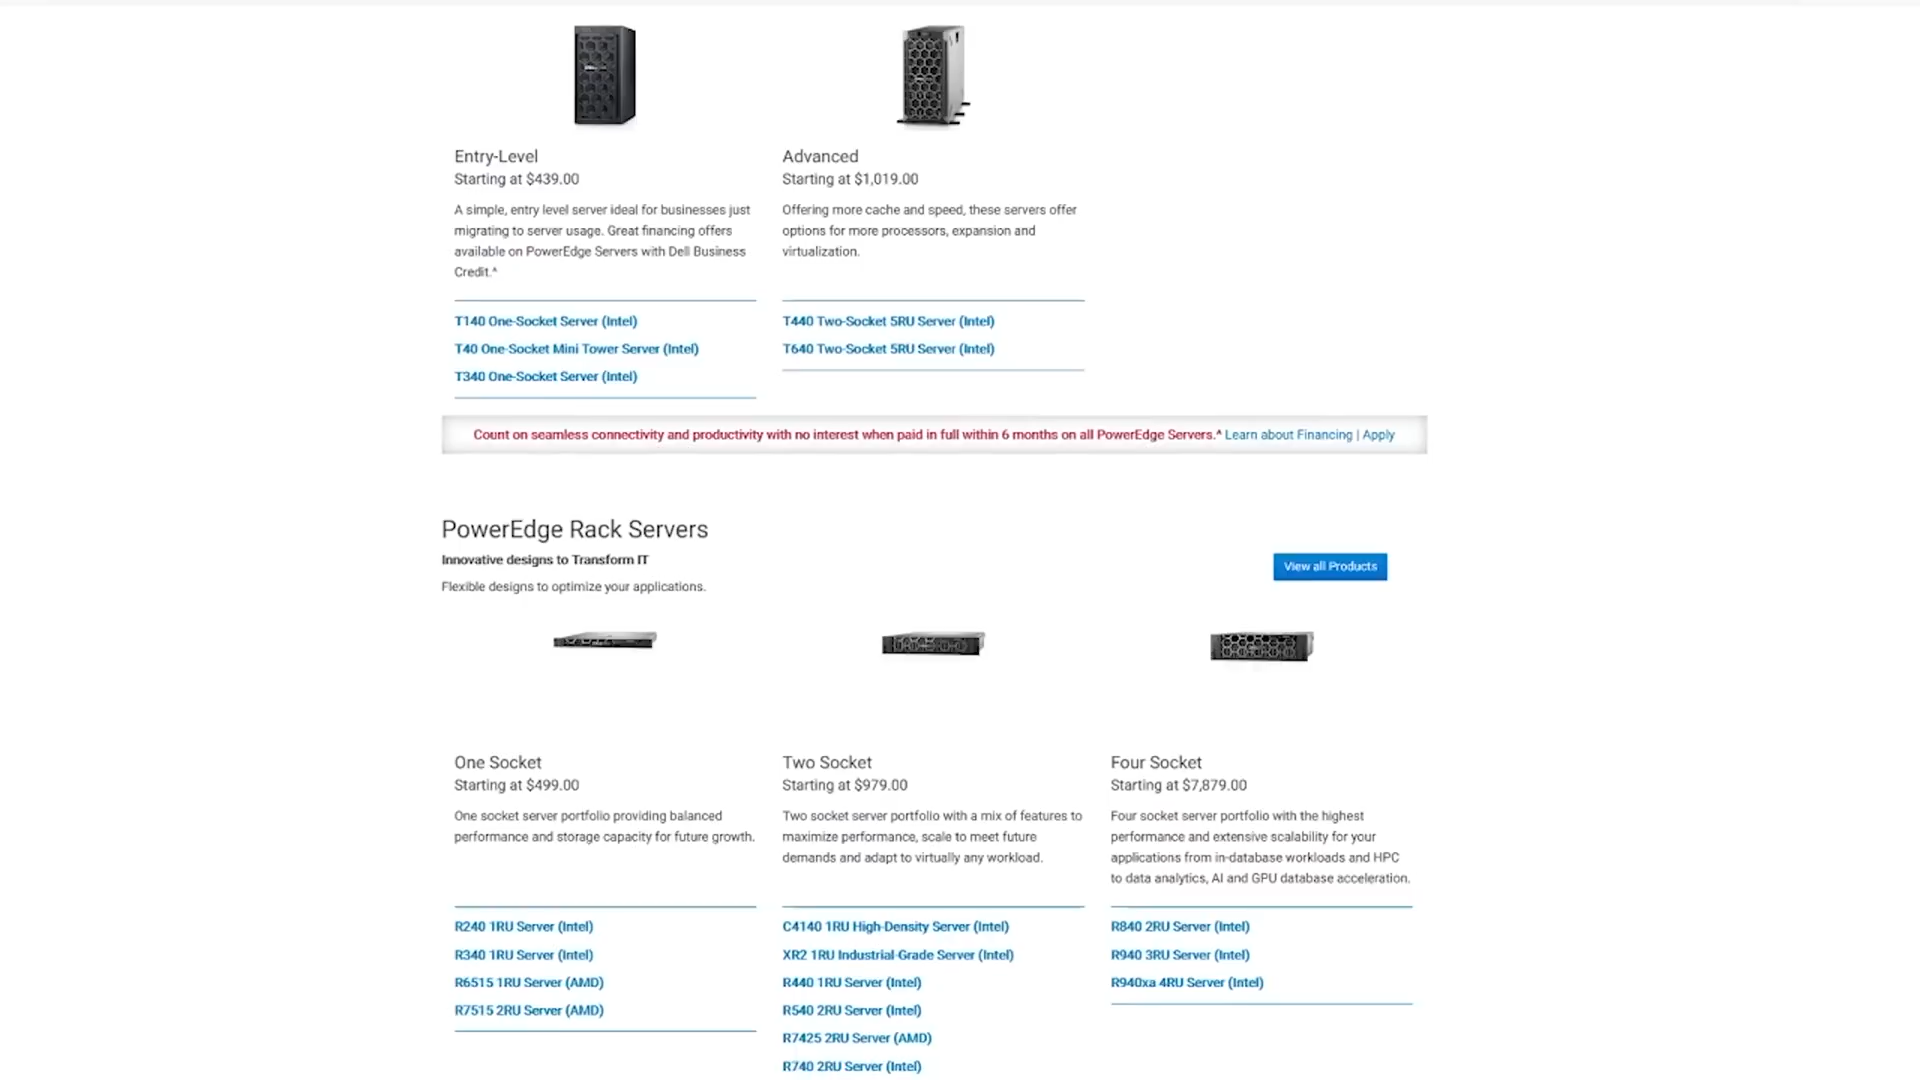 Entry-Level
Starting at $439.00
A simple, entry level server ideal for businesses just
migrating to server usage. Great financing offers
available on PowerEdge Servers with Dell Business
Credit.^
T140 One-Socket Server (Intel)
T40 One-Socket Mini Tower Server (Intel)
T340 One-Socket Server (Intel)
Advanced
Starting at $1,019.00
Offering more cache and speed, these servers offer
options for more processors, expansion and
virtualization.
T440 Two-Socket 5RU Server (Intel)
T640 Two-Socket 5RU Server (Intel)
Count on seamless connectivity and productivity with no interest when paid in full within 6 months on all PowerEdge Servers.^ Learn about Financing | Apply
PowerEdge Rack Servers
Innovative designs to Transform IT
Flexible designs to optimize your applications.
View all Products
One Socket
Starting at $499.00
One socket server portfolio providing balanced
performance and storage capacity for future growth.
R240 1RU Server (Intel)
R340 1RU Server (Intel)
R6515 1RU Server (AMD)
R7515 2RU Server (AMD)
Two Socket
Starting at $979.00
Two socket server portfolio with a mix of features to
maximize performance, scale to meet future
demands and adapt to virtually any workload.
C4140 1RU High-Density Server (Intel)
XR2 1RU Industrial-Grade Server (Intel)
R440 1RU Server (Intel)
R540 2RU Server (Intel)
R7425 2RU Server (AMD)
R740 2RU Server (Intel)
Four Socket
Starting at $7,879.00
Four socket server portfolio with the highest
performance and extensive scalability for your
applications from in-database workloads and HPC
to data analytics, AI and GPU database acceleration.
R840 2RU Server (Intel)
R940 3RU Server (Intel)
R940xa 4RU Server (Intel)